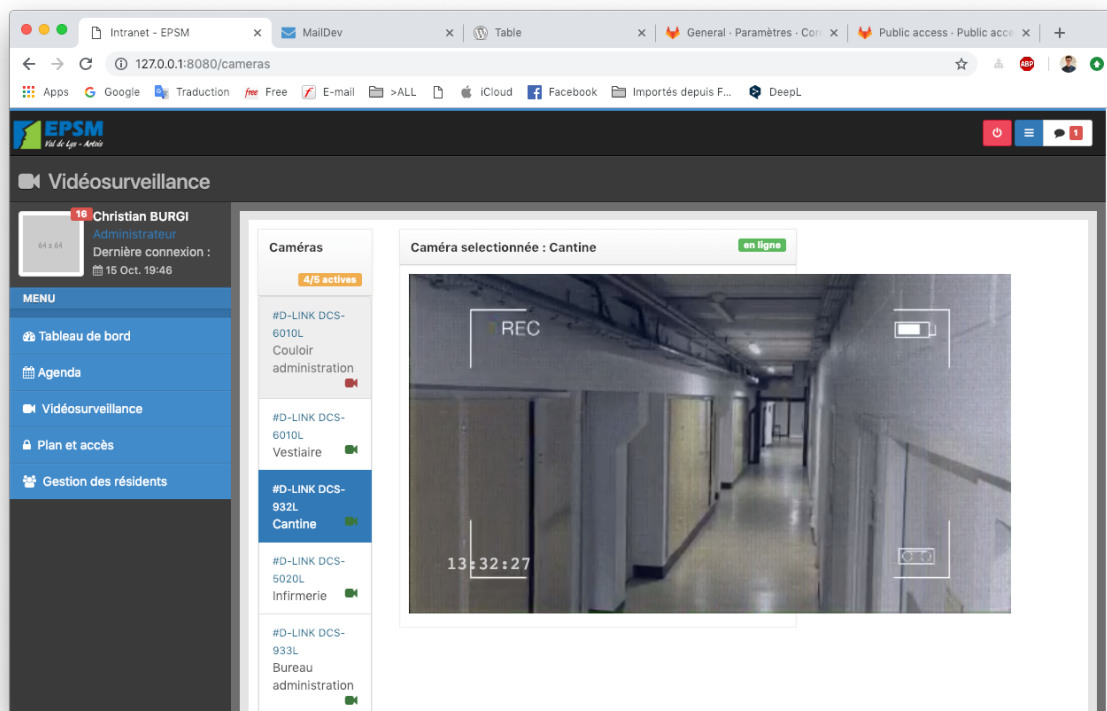 Intranet - EPSM
MailDev
Table
General · Paramètres · Con
Public access · Public acce
127.0.0.1:8080/cameras
ABP
Apps
Google
Traduction
free Free
E-mail
>ALL
iCloud
Facebook
Importés depuis F...
DeepL
EPSM
Val de Lys - Artois
1
Vidéosurveillance
64 x 64
16
Christian BURGI
Administrateur
Dernière connexion :
15 Oct. 19:46
MENU
Tableau de bord
Agenda
Vidéosurveillance
Plan et accès
Gestion des résidents
Caméras
4/5 actives
#D-LINK DCS-
6010L
Couloir
administration
#D-LINK DCS-
6010L
Vestiaire
#D-LINK DCS-
932L
Cantine
#D-LINK DCS-
5020L
Infirmerie
#D-LINK DCS-
933L
Bureau
administration
Caméra selectionnée : Cantine
en ligne
REC
13:32:27